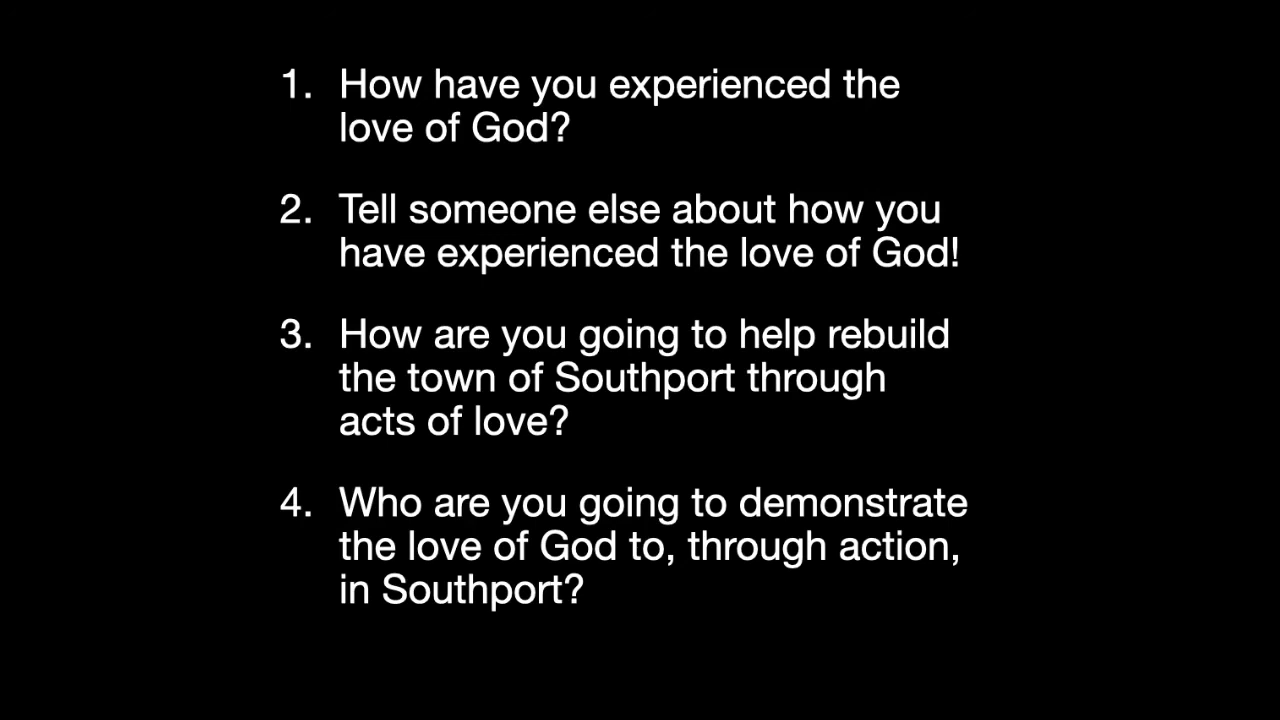 1. How have you experienced the
love of God?
2. Tell someone else about how you
have experienced the love of God!
3. How are you going to help rebuild
the town of Southport through
acts of love?
4. Who are you going to demonstrate
the love of God to, through action,
in Southport?